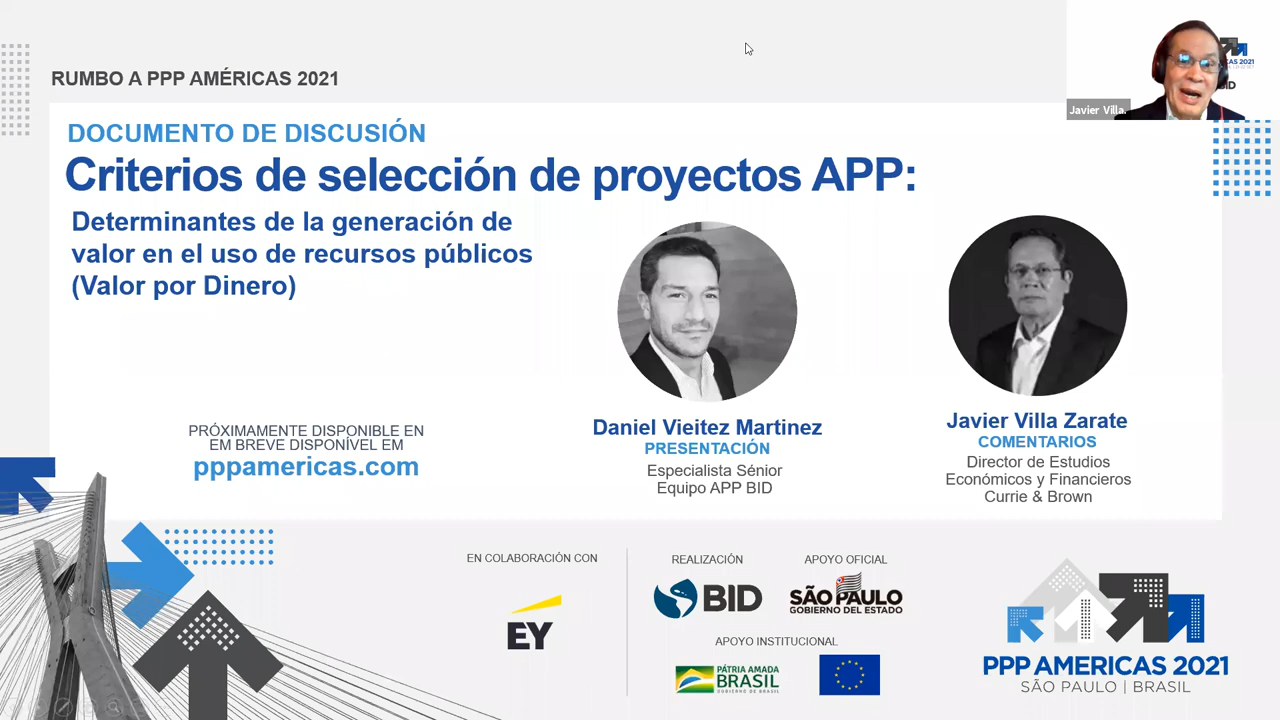 RUMBO A PPP AMÉRICAS 2021
DOCUMENTO DE DISCUSIÓN
Criterios de selección de proyectos APP:
Determinantes de la generación de
valor en el uso de recursos públicos
(Valor por Dinero)
PRÓXIMAMENTE DISPONIBLE EN
EM BREVE DISPONÍVEL EM
pppamericas.com
Daniel Vieitez Martinez
PRESENTACIÓN
Especialista Sénior
Equipo APP BID
Javier Villa Zarate
COMENTARIOS
Director de Estudios
Económicos y Financieros
Currie & Brown
Javier Villa.
CAS 2021
BID
EN COLABORACIÓN CON
EY
REALIZACIÓN
BID
APOYO OFICIAL
SÃO PAULO
GOBIERNO DEL ESTADO
APOYO INSTITUCIONAL
PÁTRIA AMADA
BRASIL
PPP AMERICAS 2021
SÃO PAULO | BRASIL